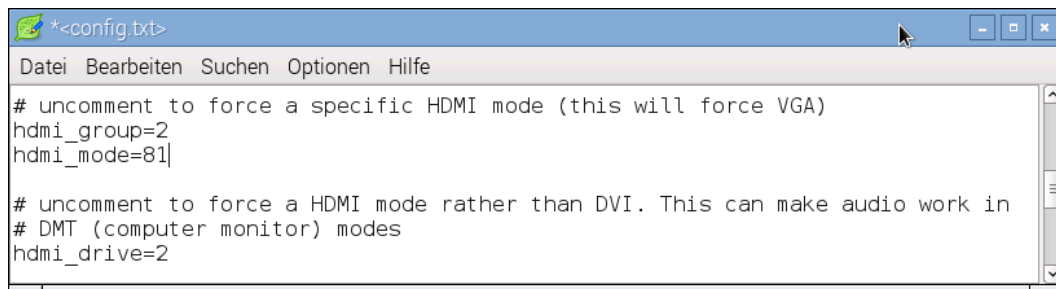 *<config.txt>
Datei Bearbeiten Suchen Optionen Hilfe
# uncomment to force a specific HDMI mode (this will force VGA)
hdmi_group=2
hdmi_mode=81
# uncomment to force a HDMI mode rather than DVI. This can make audio work in
# DMT (computer monitor) modes
hdmi_drive=2